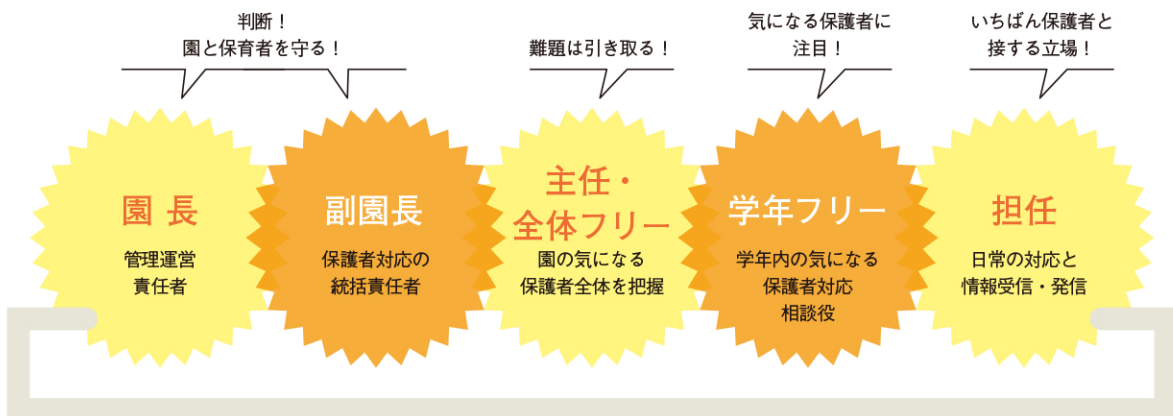 判断！
園と保育者を守る！
難題は引き取る！
気になる保護者に
注目！
いちばん保護者と
接する立場！
園長
管理運営
責任者
副園長
保護者対応の
統括責任者
主任・
全体フリー
園の気になる
保護者全体を把握
学年フリー
学年内の気になる
保護者対応
相談役
担任
日常の対応と
情報受信・発信